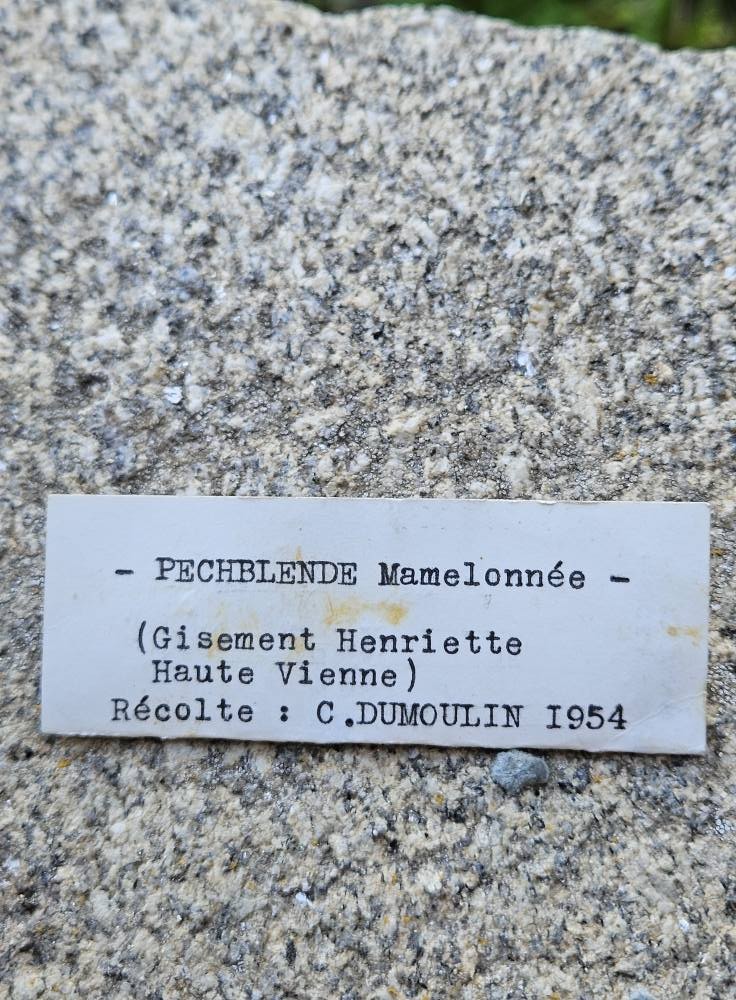 - PECHBLENDE Mamelonnée -
(Gisement Henriette
Haute Vienne)
Récolte : C.DUMOULIN I954